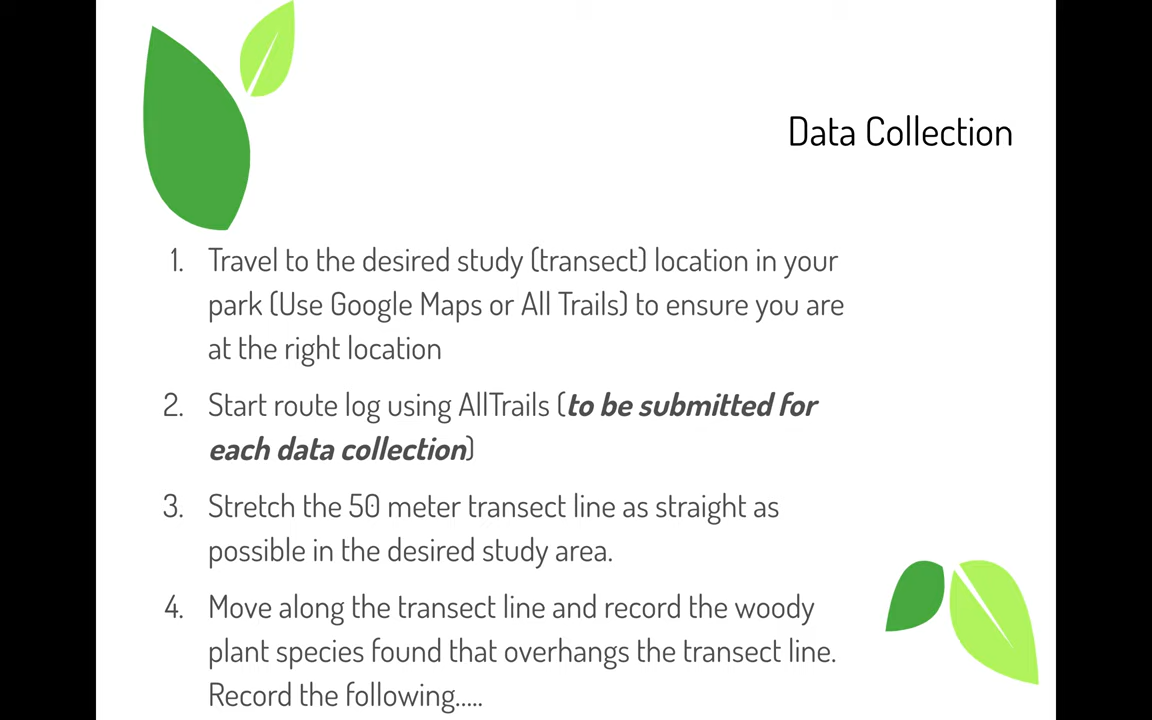 Data Collection
1. Travel to the desired study (transect) location in your
park (Use Google Maps or All Trails) to ensure you are
at the right location
2. Start route log using AllTrails (to be submitted for
each data collection)
3. Stretch the 50 meter transect line as straight as
possible in the desired study area.
4. Move along the transect line and record the woody
plant species found that overhangs the transect line.
Record the following.....